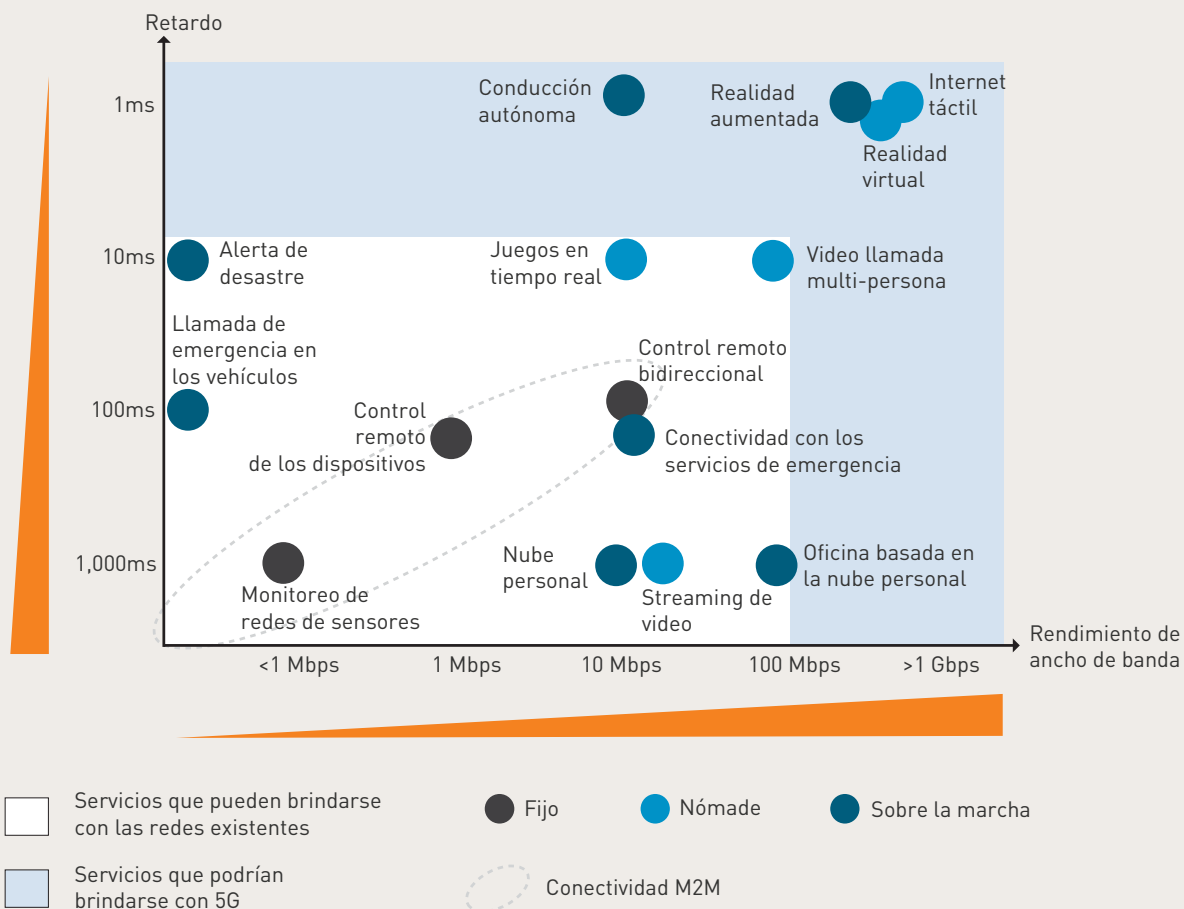 Retardo
1ms
10ms
100ms
1,000ms
Conducción
autónoma
Realidad
aumentada
Internet
táctil
Realidad
virtual
Alerta de
desastre
Juegos en
tiempo real
Video llamada
multi-persona
Llamada de
emergencia en
los vehículos
Control remoto
bidireccional
Control
remoto
de los dispositivos
Conectividad con los
servicios de emergencia
Monitoreo de
redes de sensores
Nube
personal
Streaming de
video
Oficina basada en
la nube personal
<1 Mbps
1 Mbps
10 Mbps
100 Mbps
>1 Gbps
Rendimiento de
ancho de banda
Servicios que pueden brindarse
con las redes existentes
Fijo
Nómade
Sobre la marcha
Servicios que podrían
brindarse con 5G
Conectividad M2M